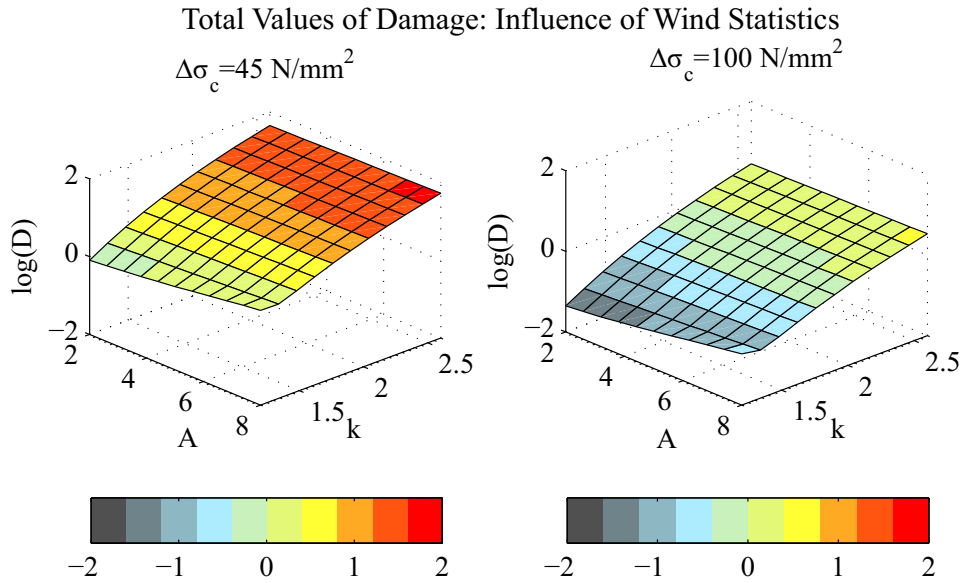 Total Values of Damage: Influence of Wind Statistics
Δσc=45 N/mm2
Δσc=100 N/mm2
log(D)
2
0
−2
2
4
6
8
A
1.5
2
2.5
k
log(D)
2
0
−2
2
4
6
8
A
1.5
2
2.5
k
−2 −1 0 1 2
−2 −1 0 1 2